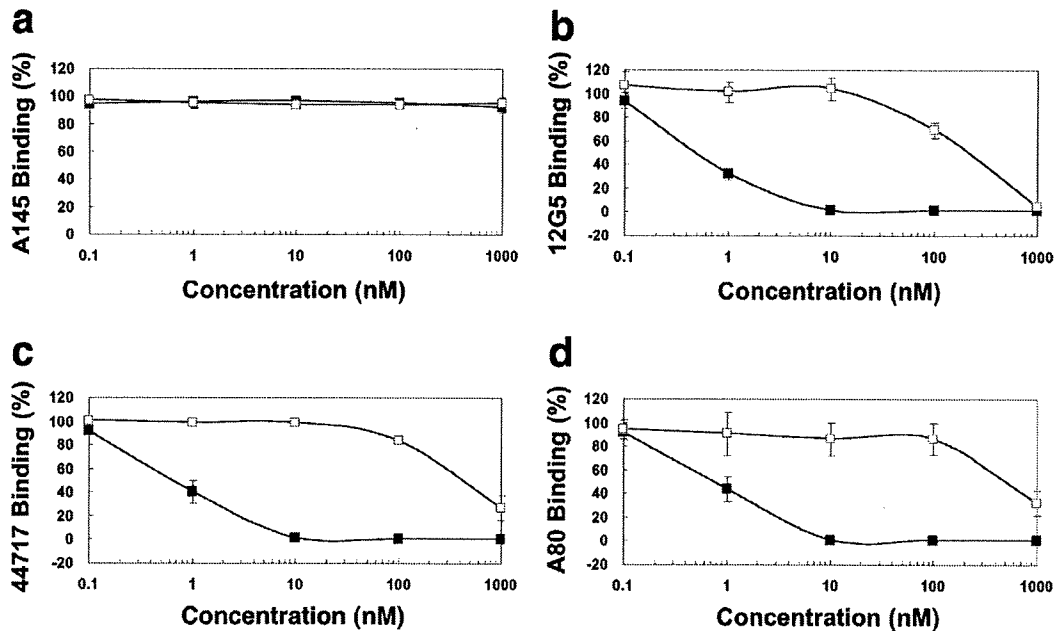 a
A145 Binding (%)
120
100
80
60
40
20
0
0.1 1 10 100 1000
Concentration (nM)
b
12G5 Binding (%)
120
100
80
60
40
20
0
-20
0.1 1 10 100 1000
Concentration (nM)
c
44717 Binding (%)
120
100
80
60
40
20
0
-20
0.1 1 10 100 1000
Concentration (nM)
d
A80 Binding (%)
120
100
80
60
40
20
0
-20
0.1 1 10 100 1000
Concentration (nM)